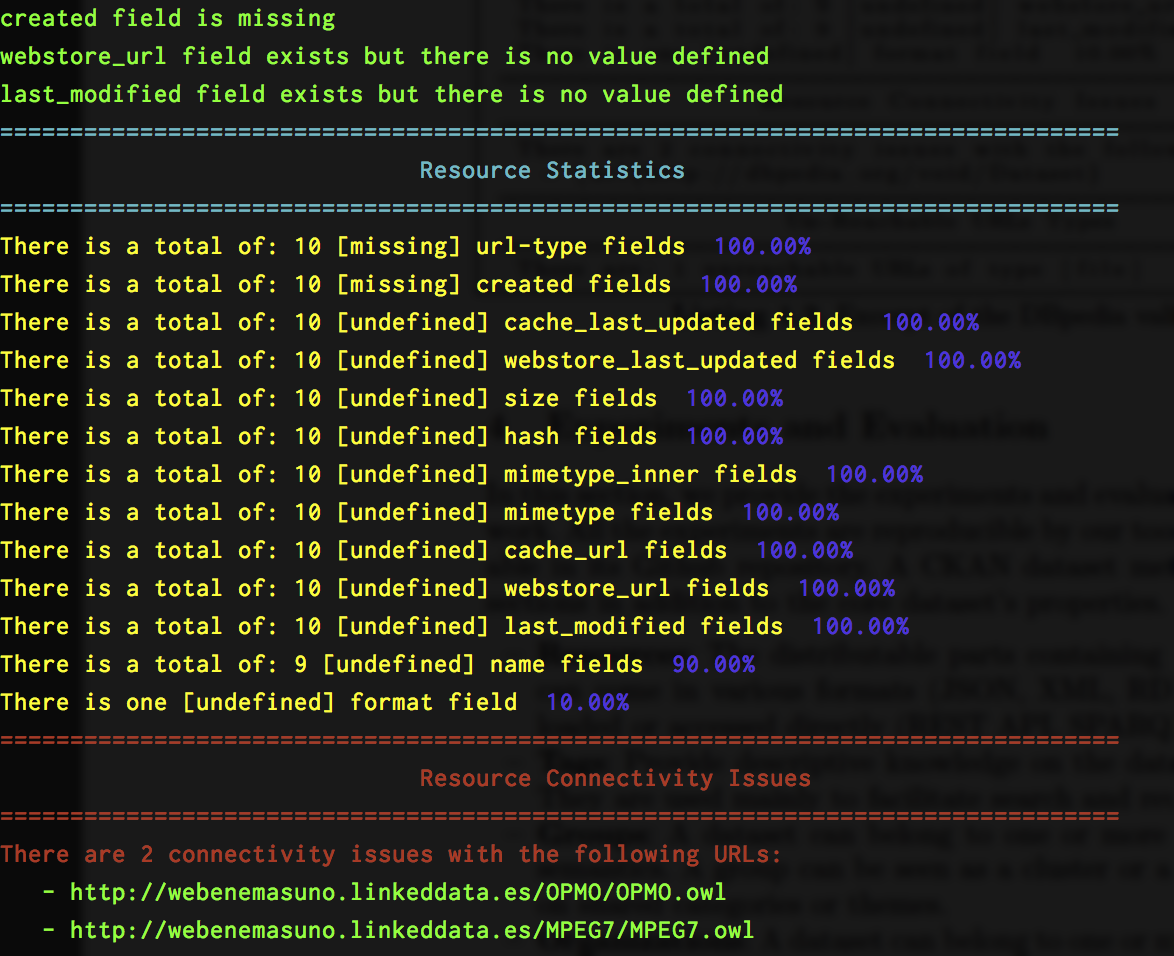 created field is missing
webstore_url field exists but there is no value defined
last_modified field exists but there is no value defined
================================================================================
Resource Statistics
================================================================================
There is a total of: 10 [missing] url-type fields  100.00%
There is a total of: 10 [missing] created fields  100.00%
There is a total of: 10 [undefined] cache_last_updated fields  100.00%
There is a total of: 10 [undefined] webstore_last_updated fields  100.00%
There is a total of: 10 [undefined] size fields  100.00%
There is a total of: 10 [undefined] hash fields  100.00%
There is a total of: 10 [undefined] mimetype_inner fields  100.00%
There is a total of: 10 [undefined] mimetype fields  100.00%
There is a total of: 10 [undefined] cache_url fields  100.00%
There is a total of: 10 [undefined] webstore_url fields  100.00%
There is a total of: 10 [undefined] last_modified fields  100.00%
There is a total of: 9 [undefined] name fields  90.00%
There is one [undefined] format field  10.00%
================================================================================
Resource Connectivity Issues
================================================================================
There are 2 connectivity issues with the following URLs:
- http://webenemasuno.linkeddata.es/OPMO/OPMO.owl
- http://webenemasuno.linkeddata.es/MPEG7/MPEG7.owl